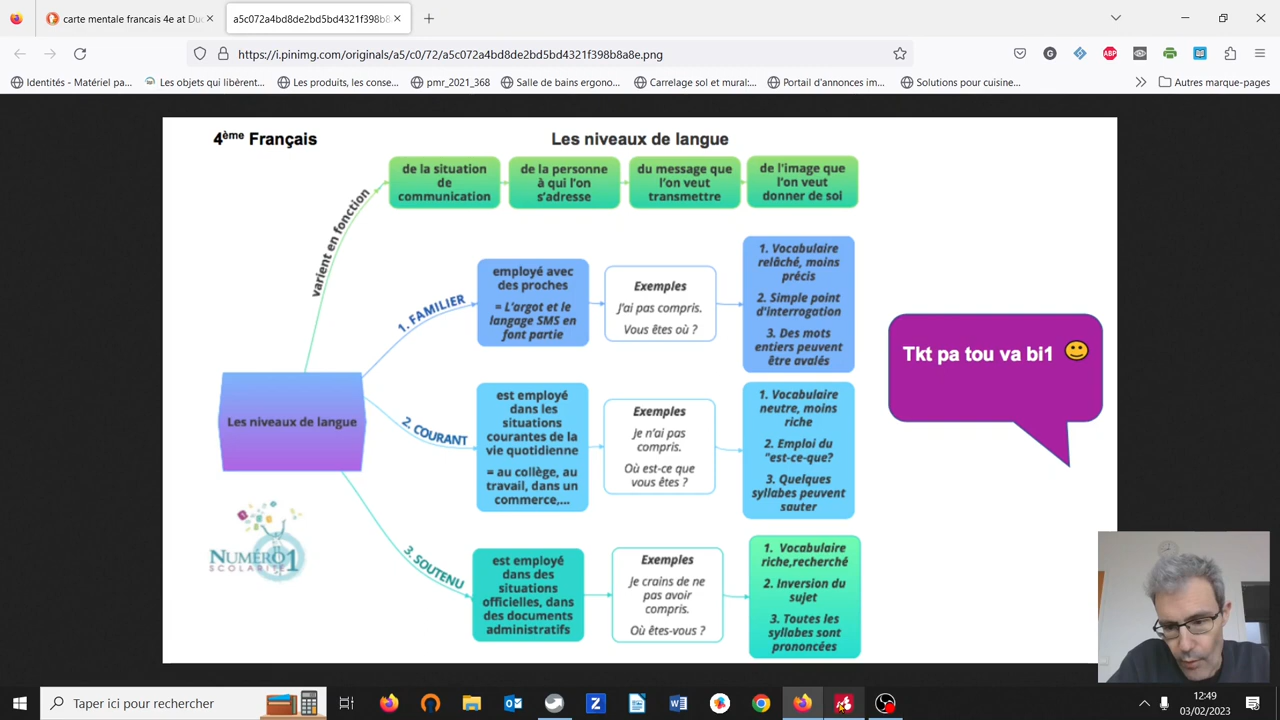 carte mentale francais 4e at Duc
a5c072a4bd8de2bd5bd4321f398b8
https://i.pinimg.com/originals/a5/c0/72/a5c072a4bd8de2bd5bd4321f398b8a8e.png
Identités - Matériel pa...
Les objets qui libèrent...
Les produits, les conse...
pmr_2021_368
Salle de bains ergono...
Carrelage sol et mural:...
Portail d'annonces im...
Solutions pour cuisine...
Autres marque-pages
4ème Français
Les niveaux de langue
varient en fonction
de la situation
de
communication
de la personne
à qui l'on
s'adresse
du message que
l'on veut
transmettre
de l'image que
l'on veut
donner de soi
Les niveaux de langue
1. FAMILIER
employé avec
des proches
= L'argot et le
langage SMS en
font partie
Exemples
J'ai pas compris.
Vous êtes où ?
1. Vocabulaire
relâché, moins
précis
2. Simple point
d'interrogation
3. Des mots
entiers peuvent
être avalés
Tkt pa tou va bi1
2. COURANT
est employé
dans les
situations
courantes de la
vie quotidienne
= au collège, au
travail, dans un
commerce,...
Exemples
Je n'ai pas
compris.
Où est-ce que
vous êtes ?
1. Vocabulaire
neutre, moins
riche
2. Emploi du
"est-ce-que?
3. Quelques
syllabes peuvent
sauter
3. SOUTENU
est employé
dans des
situations
officielles, dans
des documents
administratifs
Exemples
Je crains de ne
pas avoir
compris.
Où êtes-vous ?
1. Vocabulaire
riche,recherché
2. Inversion du
sujet
3. Toutes les
syllabes sont
prononcées
NUMÉRO1
SCOLARITÉ
Taper ici pour rechercher
12:49
03/02/2023